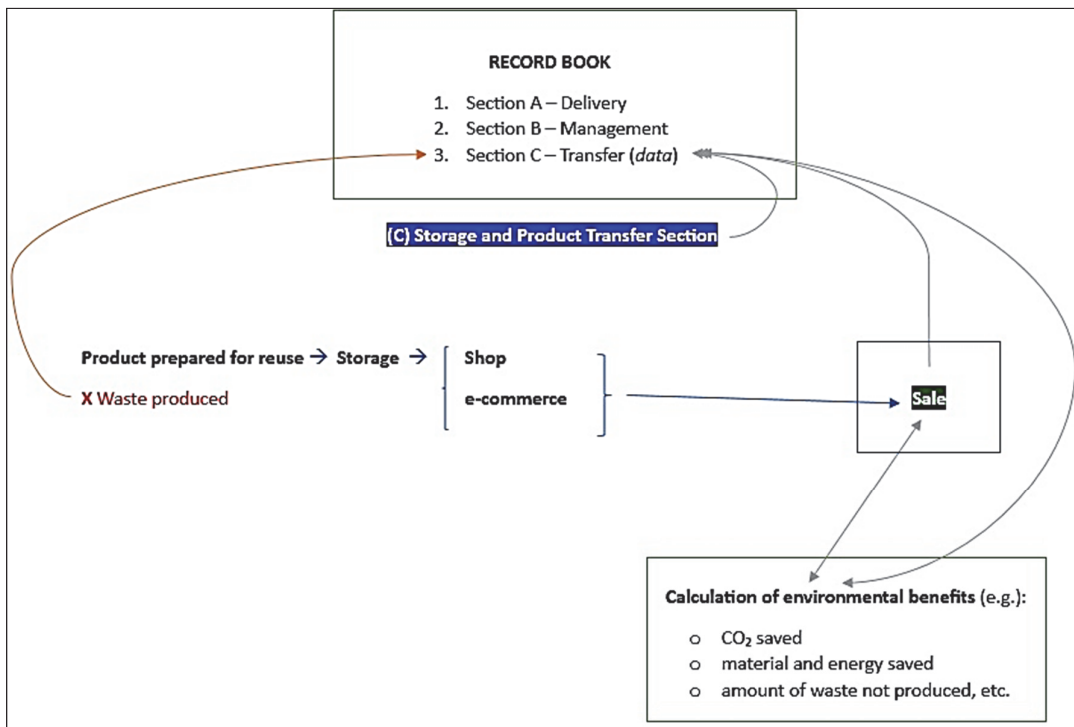 RECORD BOOK
1. Section A – Delivery
2. Section B – Management
3. Section C – Transfer (data)
(C) Storage and Product Transfer Section
Product prepared for reuse → Storage → Shop
X Waste produced
e-commerce
Sale
Calculation of environmental benefits (e.g.):
o CO₂ saved
o material and energy saved
o amount of waste not produced, etc.